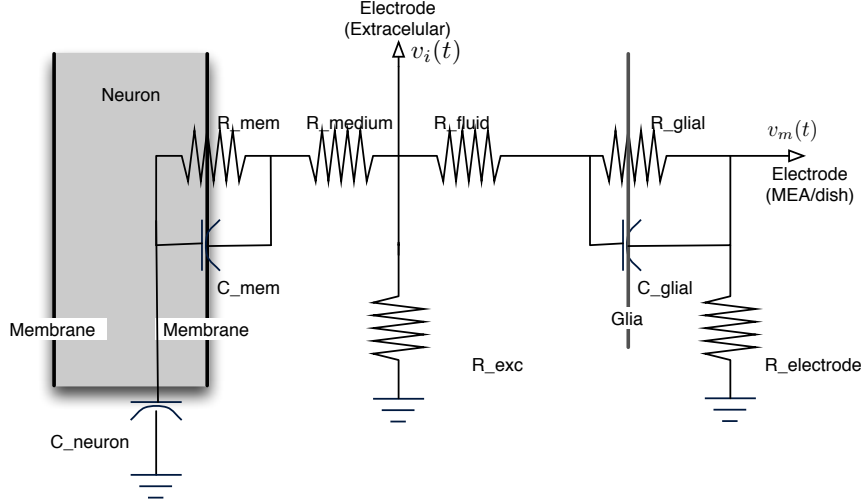 Electrode
(Extracelular)
v_i(t)
Neuron
R_mem
R_medium
R_fluid
R_glial
v_m(t)
Electrode
(MEA/dish)
C_mem
C_glial
Membrane
Membrane
Glia
R_exc
R_electrode
C_neuron